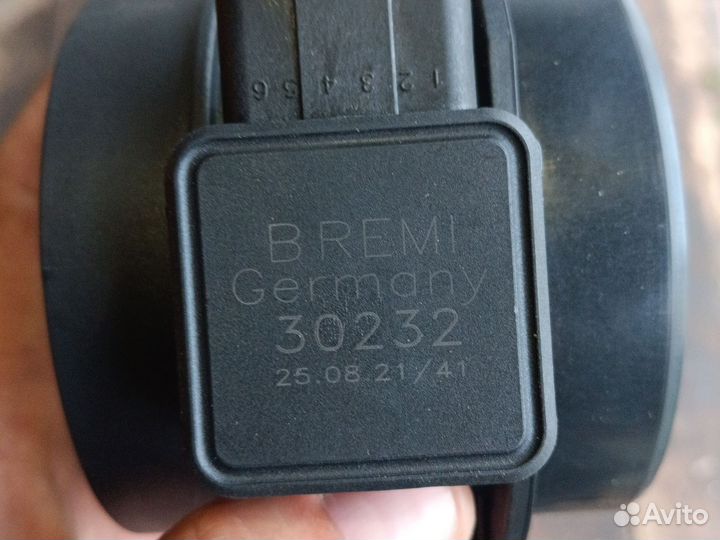 1 2 3 4 5 6
BREMI
Germany
30232
25.08.21/41
Avito